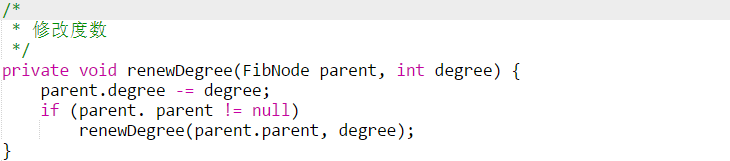 /*
 * 修改度数
 */
private void renewDegree(FibNode parent, int degree) {
    parent.degree -= degree;
    if (parent. parent != null)
        renewDegree(parent.parent, degree);
}